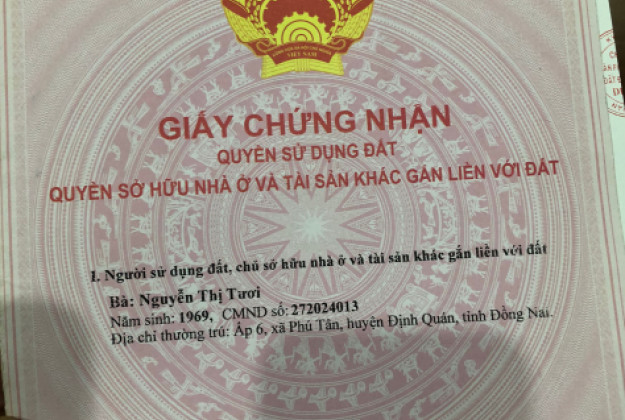 VIỆT NAM
GIẤY CHỨNG NHẬN
QUYỀN SỬ DỤNG ĐẤT
QUYỀN SỞ HỮU NHÀ Ở VÀ TÀI SẢN KHÁC GẮN LIỀN VỚI ĐẤT
I. Người sử dụng đất, chủ sở hữu nhà ở và tài sản khác gắn liền với đất
Bà: Nguyễn Thị Tươi
Năm sinh: 1969, CMND số: 272024013
Địa chỉ thường trú: Ấp 6, xã Phú Tân, huyện Định Quán, tỉnh Đồng Nai.